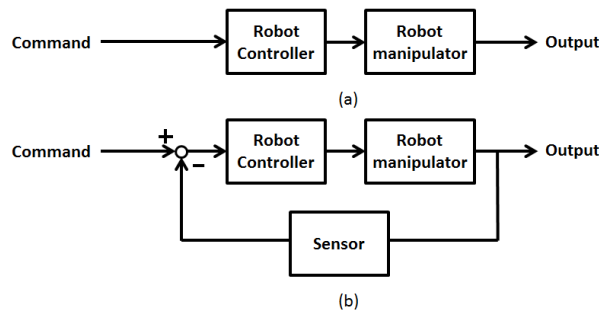 Command
Robot
Controller
Robot
manipulator
Output
(a)
Command
+
−
Robot
Controller
Robot
manipulator
Output
Sensor
(b)